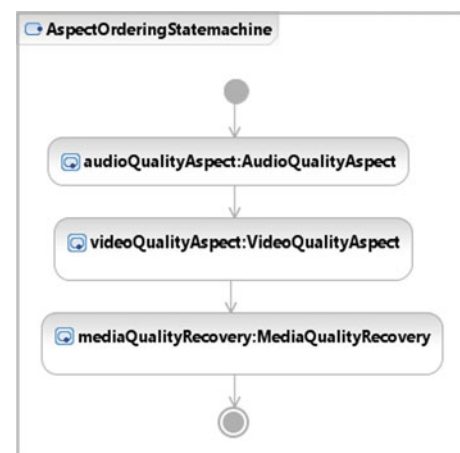 AspectOrderingStatemachine
audioQualityAspect:AudioQualityAspect
videoQualityAspect:VideoQualityAspect
mediaQualityRecovery:MediaQualityRecovery